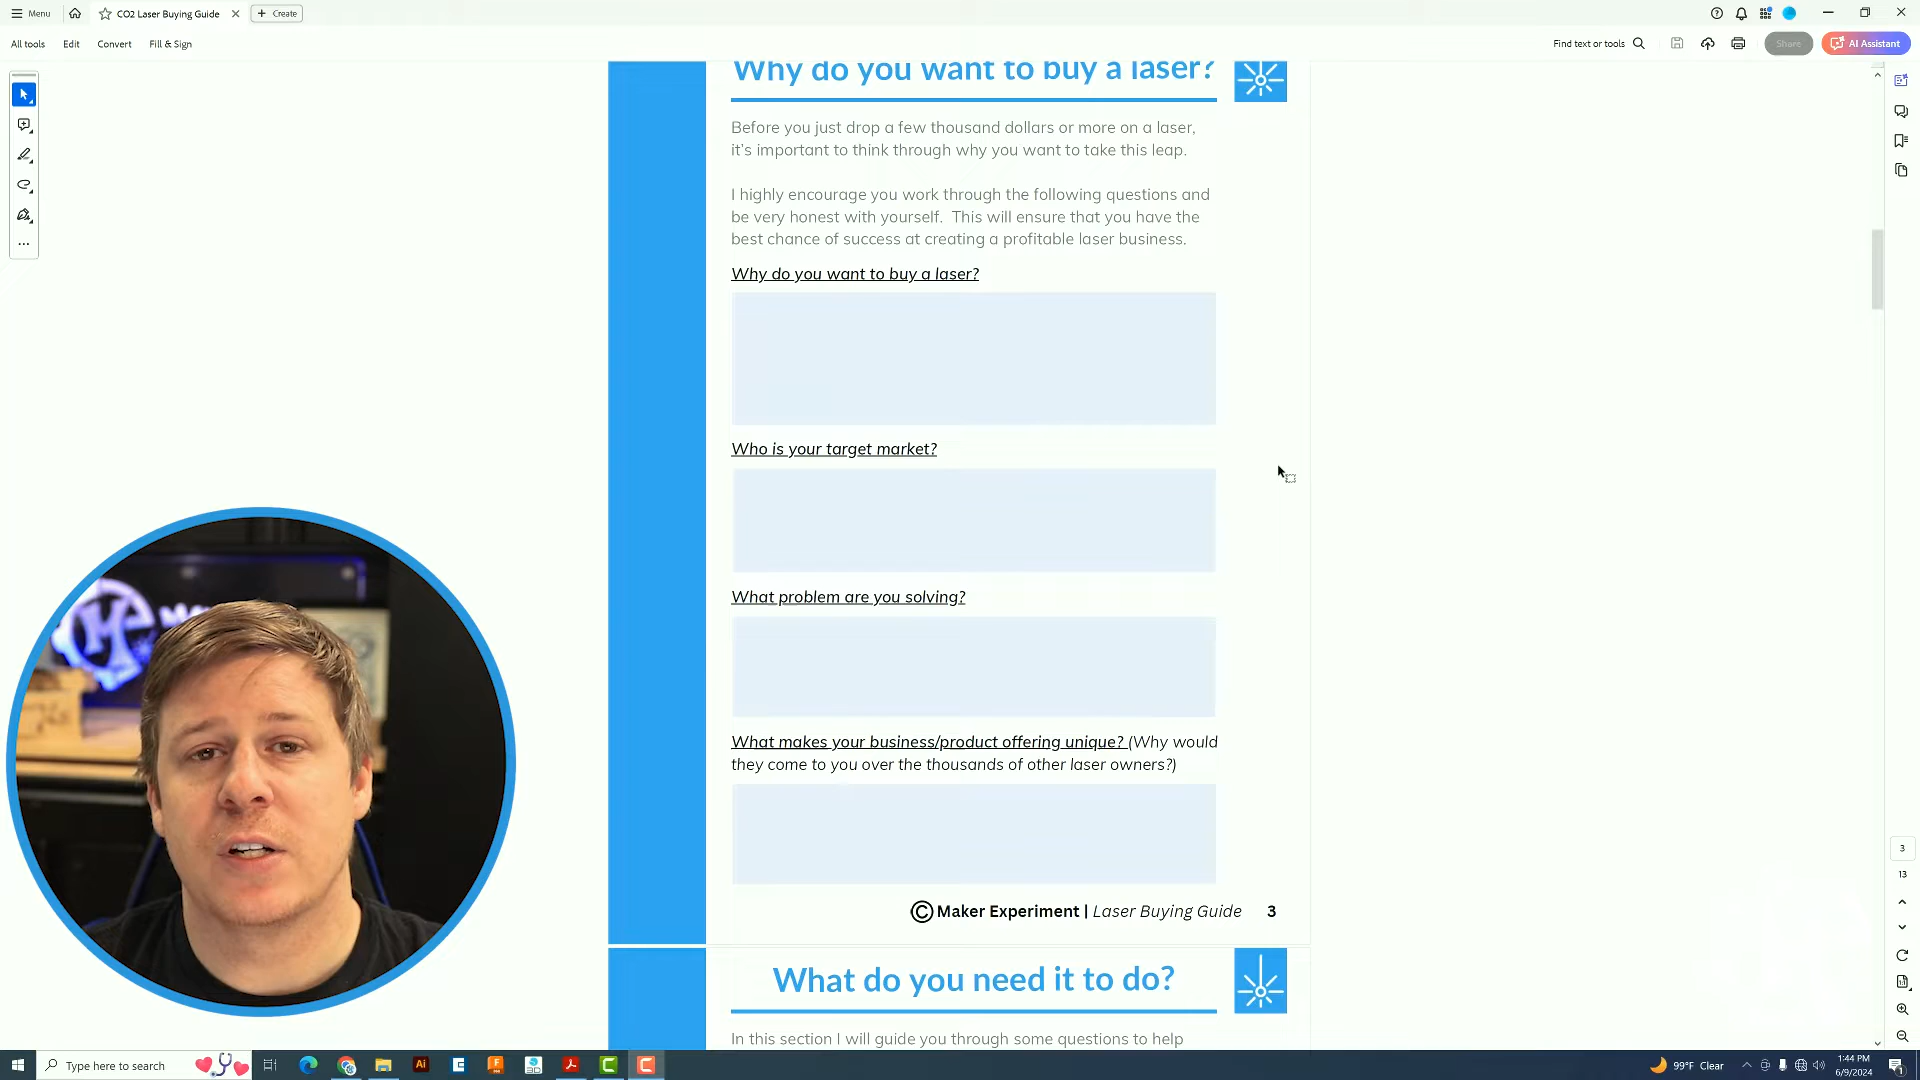 Menu
CO2 Laser Buying Guide
Create
All tools
Edit
Convert
Fill & Sign
Find text or tools
Share
AI Assistant
Why do you want to buy a laser?
Before you just drop a few thousand dollars or more on a laser,
it's important to think through why you want to take this leap.
I highly encourage you work through the following questions and
be very honest with yourself. This will ensure that you have the
best chance of success at creating a profitable laser business.
Why do you want to buy a laser?
Who is your target market?
What problem are you solving?
What makes your business/product offering unique? (Why would
they come to you over the thousands of other laser owners?)
© Maker Experiment | Laser Buying Guide 3
What do you need it to do?
In this section I will guide you through some questions to help
3
13
Type here to search
Ai
99°F Clear
1:44 PM
6/9/2024